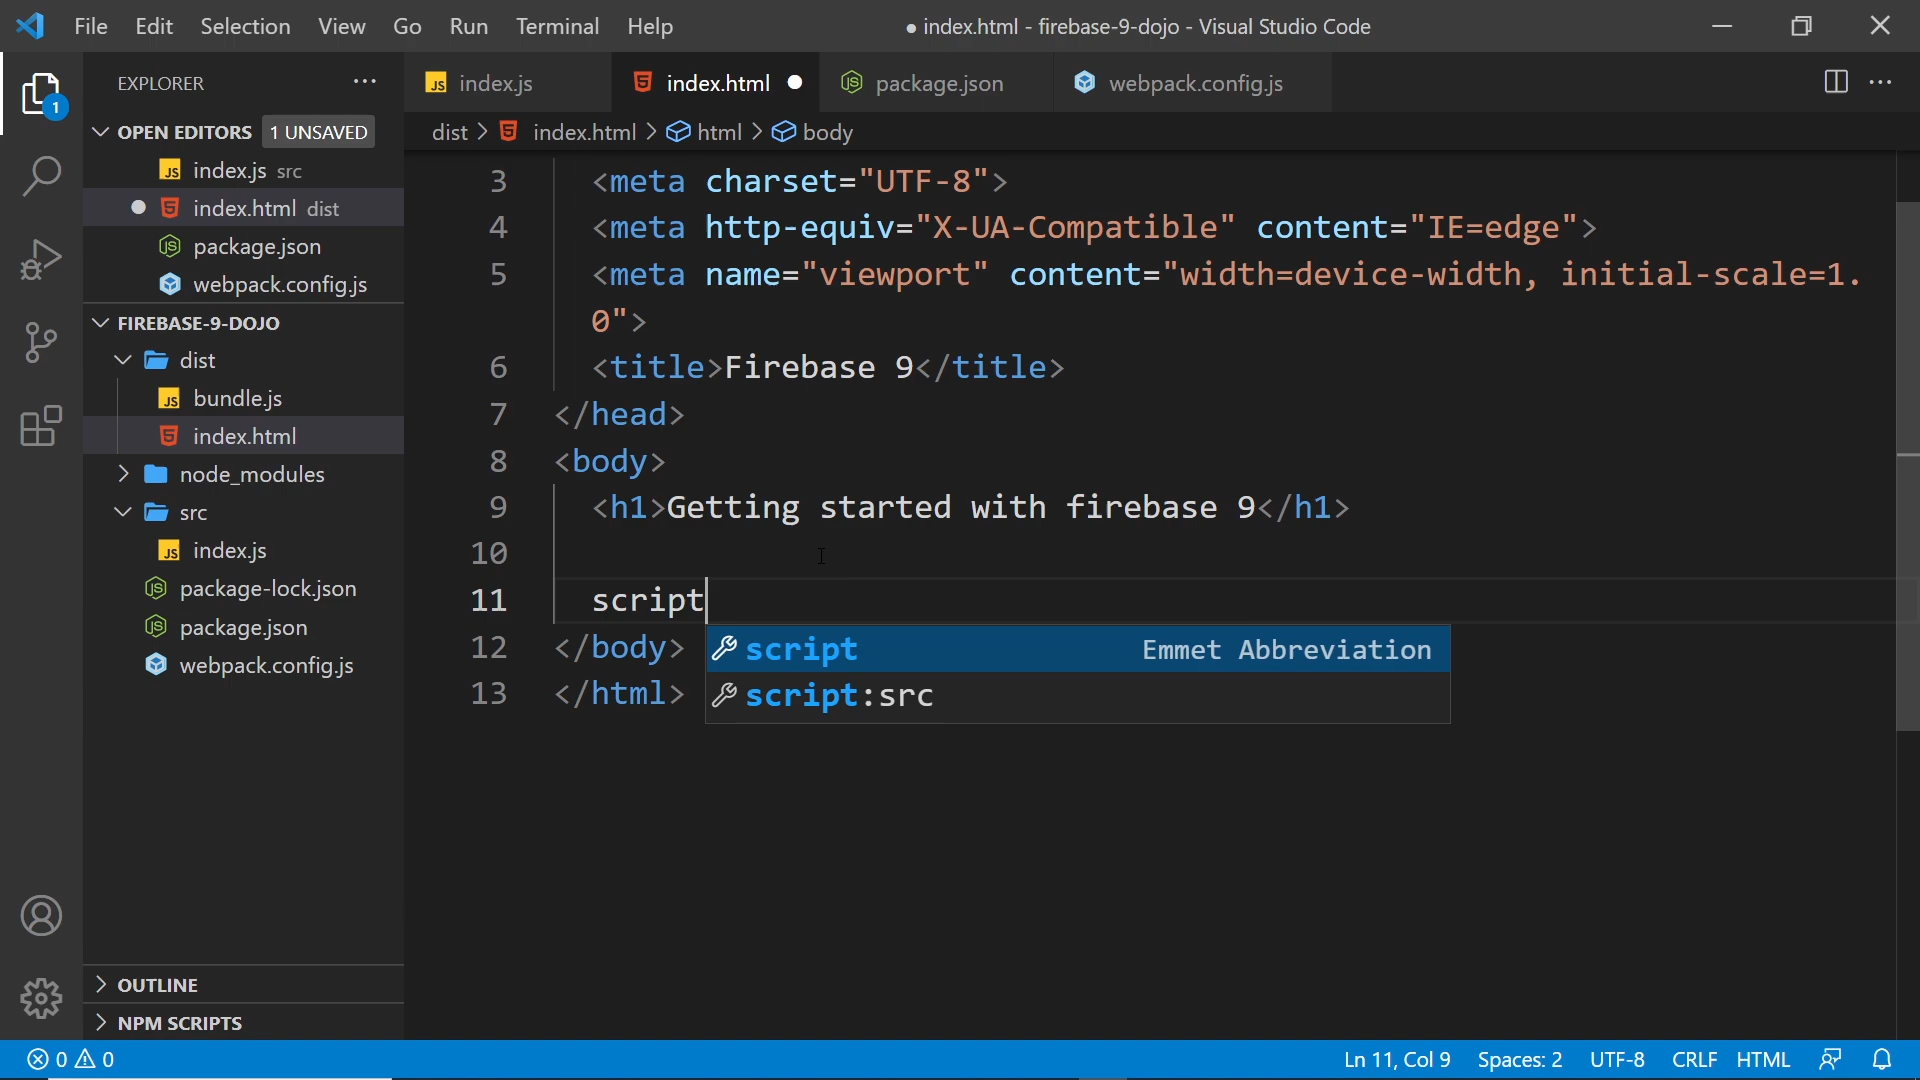 File Edit Selection View Go Run Terminal Help
● index.html - firebase-9-dojo - Visual Studio Code
EXPLORER
1
OPEN EDITORS 1 UNSAVED
JS index.js src
index.html dist
package.json
webpack.config.js
FIREBASE-9-DOJO
dist
JS bundle.js
index.html
node_modules
src
JS index.js
package-lock.json
package.json
webpack.config.js
OUTLINE
NPM SCRIPTS
JS index.js index.html package.json webpack.config.js
dist > index.html > html > body
3 <meta charset="UTF-8">
4 <meta http-equiv="X-UA-Compatible" content="IE=edge">
5 <meta name="viewport" content="width=device-width, initial-scale=1.
0">
6 <title>Firebase 9</title>
7 </head>
8 <body>
9 <h1>Getting started with firebase 9</h1>
10
11 script
12 </body>
13 </html>
script Emmet Abbreviation
script:src
0 0 Ln 11, Col 9 Spaces: 2 UTF-8 CRLF HTML